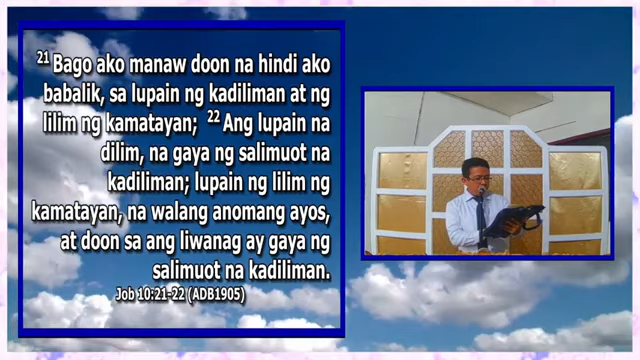 21 Bago ako manaw doon na hindi ako
babalik, sa lupain ng kadiliman at ng
lilim ng kamatayan; 22 Ang lupain na
dilim, na gaya ng salimuot na
kadiliman; lupain ng lilim ng
kamatayan, na walang anomang ayos,
at doon sa ang liwanag ay gaya ng
salimuot na kadiliman.
Job 10:21-22 (ADB1905)